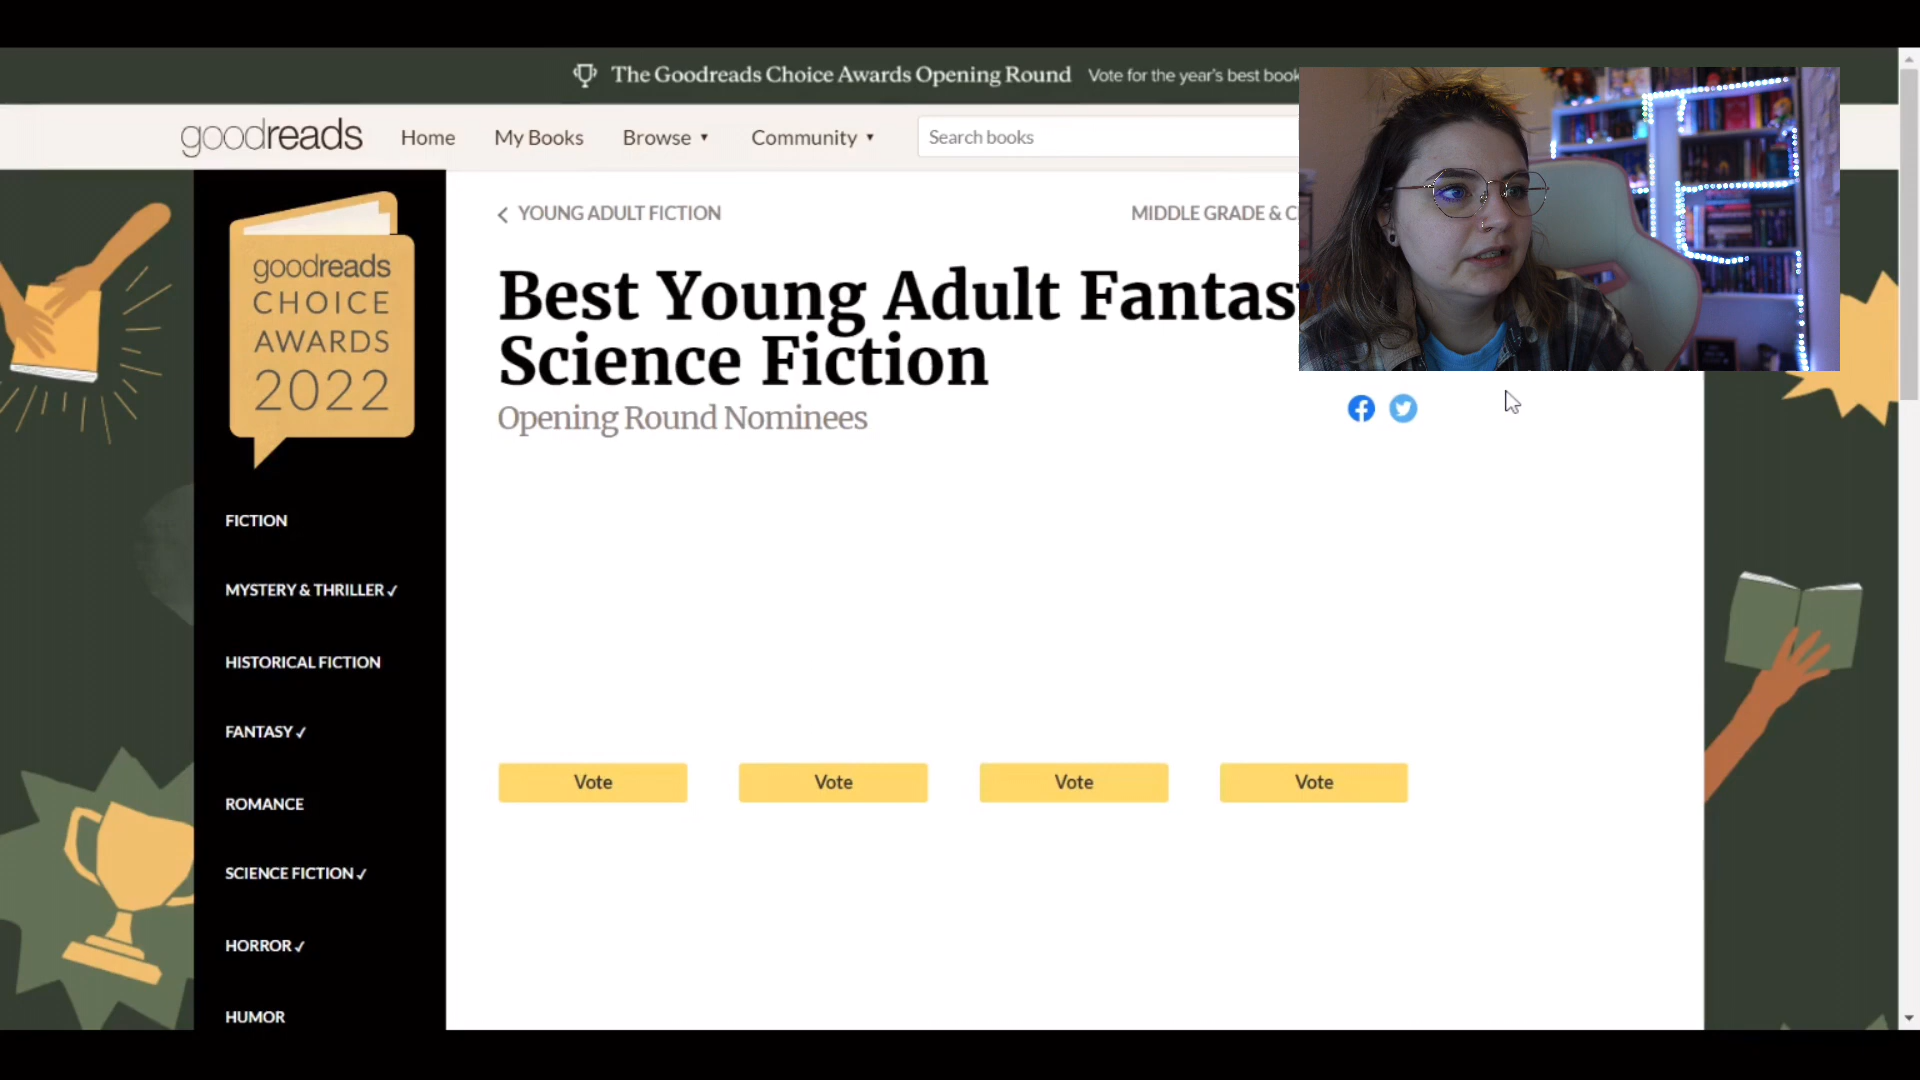 The Goodreads Choice Awards Opening Round Vote for the year's best book
goodreads Home My Books Browse ▾ Community ▾ Search books
goodreads
CHOICE
AWARDS
2022
FICTION
MYSTERY & THRILLER ✓
HISTORICAL FICTION
FANTASY ✓
ROMANCE
SCIENCE FICTION ✓
HORROR ✓
HUMOR
< YOUNG ADULT FICTION MIDDLE GRADE & C
Best Young Adult Fantas
Science Fiction
Opening Round Nominees
Vote Vote Vote Vote